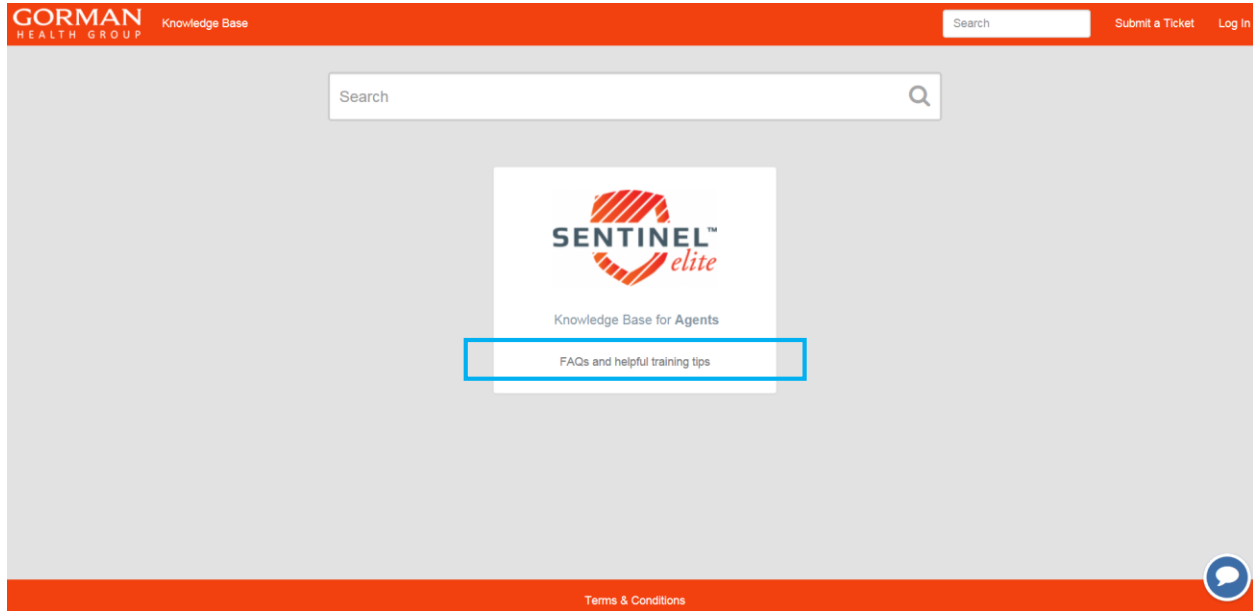 GORMAN
HEALTH GROUP
Knowledge Base
Search
Submit a Ticket
Log In
Search
SENTINEL™
elite
Knowledge Base for Agents
FAQs and helpful training tips
Terms & Conditions